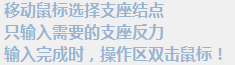 移动鼠标选择支座结点
只输入需要的支座反力
输入完成时，操作区双击鼠标！